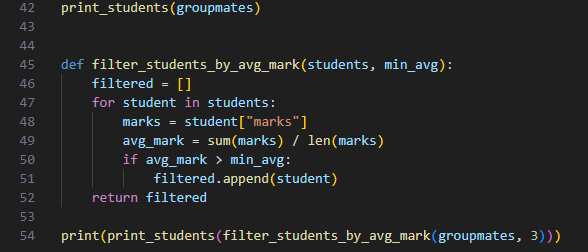 42 print_students(groupmates)
43
44
45 def filter_students_by_avg_mark(students, min_avg):
46     filtered = []
47     for student in students:
48         marks = student["marks"]
49         avg_mark = sum(marks) / len(marks)
50         if avg_mark > min_avg:
51             filtered.append(student)
52     return filtered
53
54 print(print_students(filter_students_by_avg_mark(groupmates, 3)))